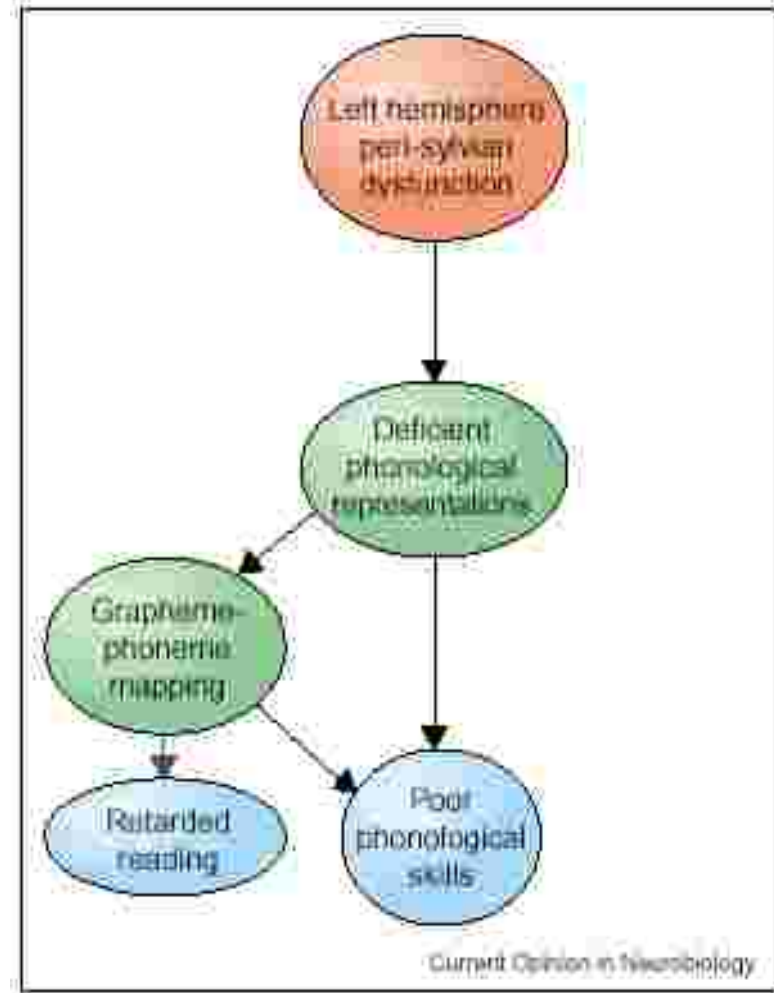 Left hemisphere
peri-sylvian
dysfunction
Deficient
phonological
representations
Grapheme-
phoneme
mapping
Retarded
reading
Poor
phonological
skills
Current Opinion in Neurobiology